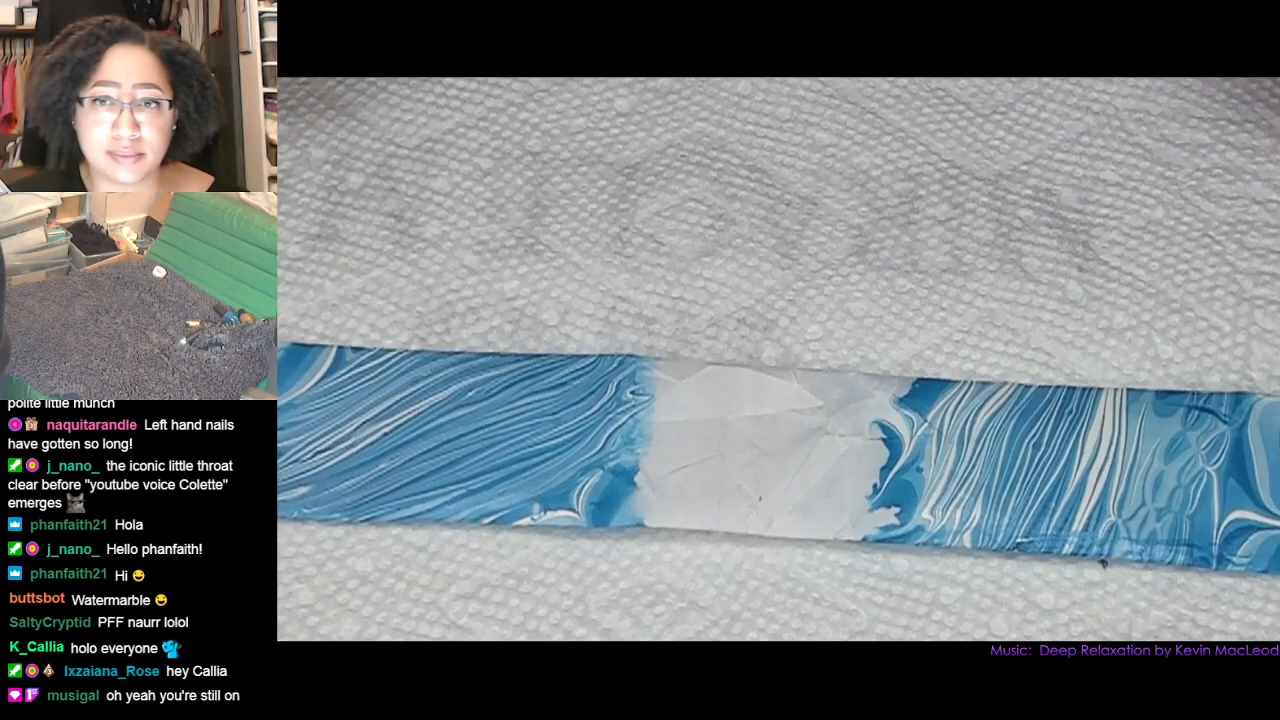 polite little munch
naquitarandle Left hand nails
have gotten so long!
j_nano_ the iconic little throat
clear before "youtube voice Colette"
emerges
phanfaith21 Hola
j_nano_ Hello phanfaith!
phanfaith21 Hi
buttsbot Watermarble
SaltyCryptid PFF naurr lolol
K_Callia holo everyone
Ixzaiana_Rose hey Callia
musigal oh yeah you're still on
Music: Deep Relaxation by Kevin MacLeod